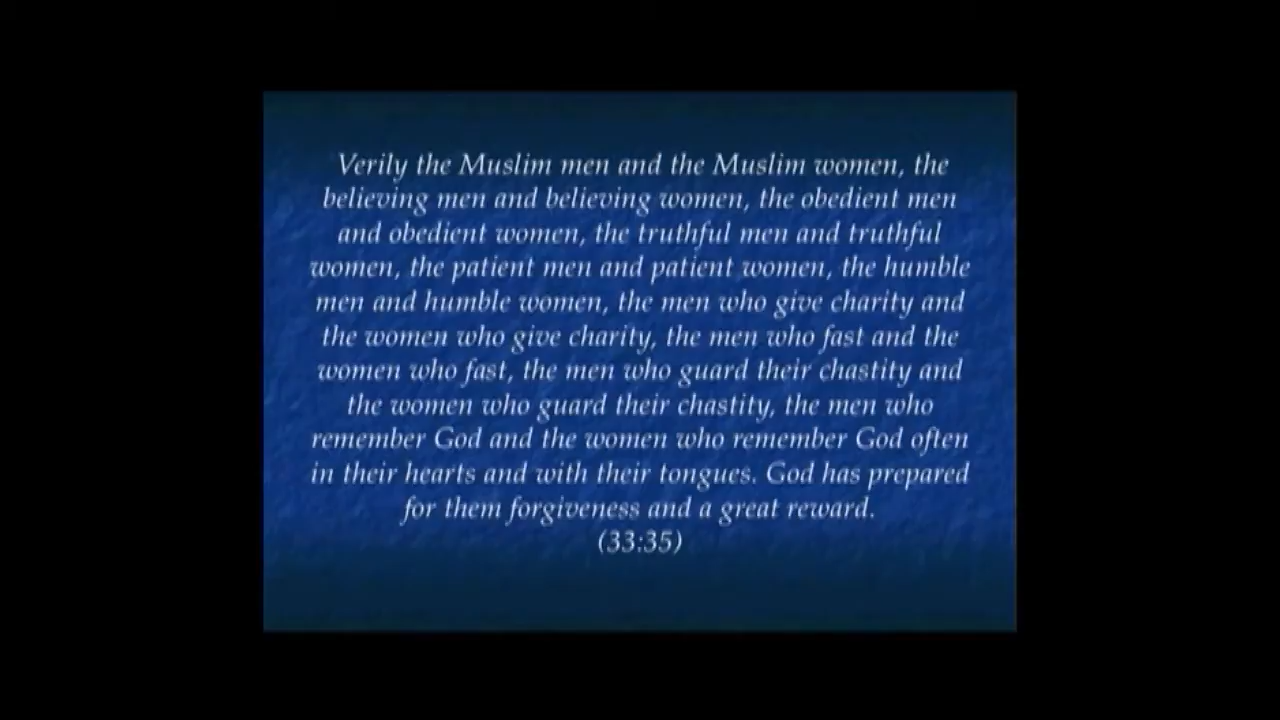 Verily the Muslim men and the Muslim women, the
believing men and believing women, the obedient men
and obedient women, the truthful men and truthful
women, the patient men and patient women, the humble
men and humble women, the men who give charity and
the women who give charity, the men who fast and the
women who fast, the men who guard their chastity and
the women who guard their chastity, the men who
remember God and the women who remember God often
in their hearts and with their tongues. God has prepared
for them forgiveness and a great reward.
(33:35)